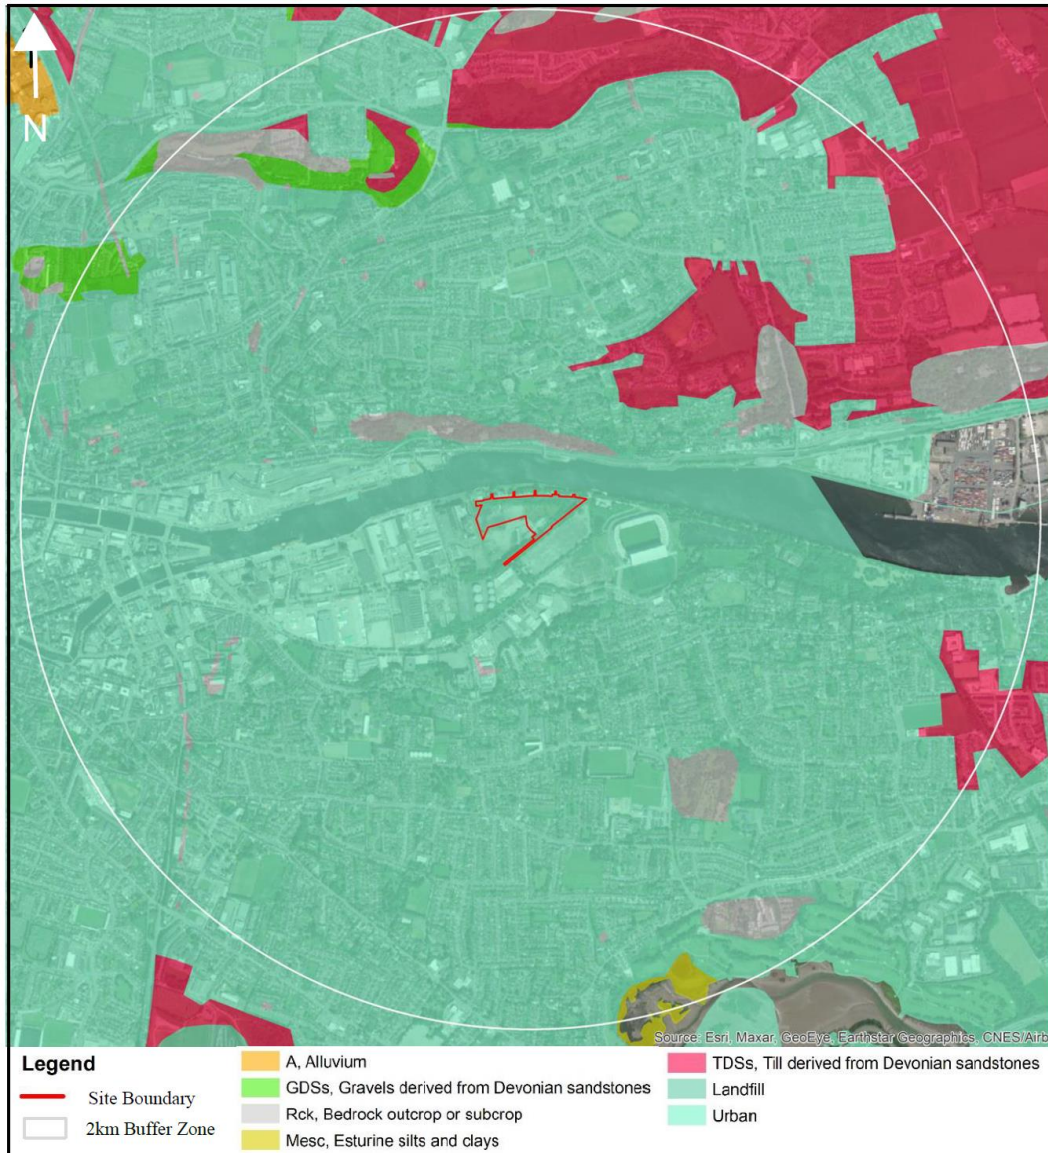 N
Source: Esri, Maxar, GeoEye, Earthstar Geographics, CNES/Airb
Legend
Site Boundary
2km Buffer Zone
A, Alluvium
GDSs, Gravels derived from Devonian sandstones
Rck, Bedrock outcrop or subcrop
Mesc, Esturine silts and clays
TDSs, Till derived from Devonian sandstones
Landfill
Urban